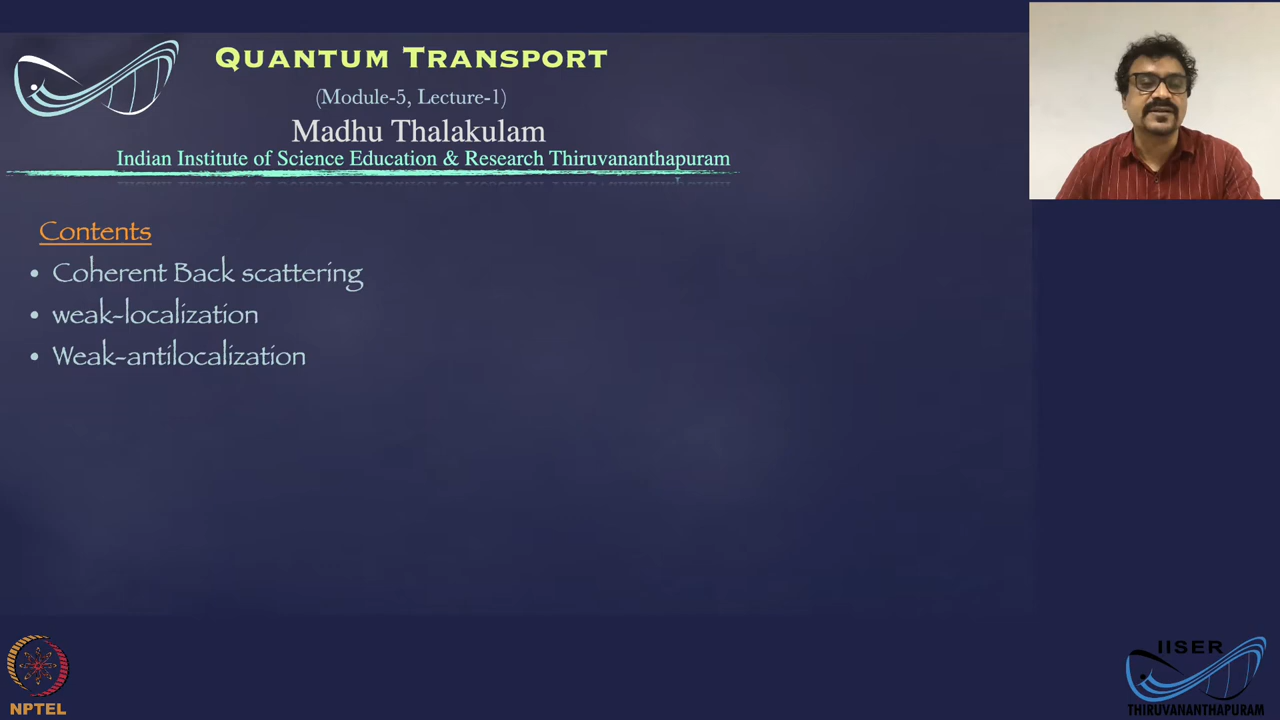 QUANTUM TRANSPORT
(Module-5, Lecture-1)
Madhu Thalakulam
Indian Institute of Science Education & Research Thiruvananthapuram
Contents
• Coherent Back scattering
• weak-localization
• Weak-antilocalization
NPTEL
IISER
THIRUVANANTHAPURAM